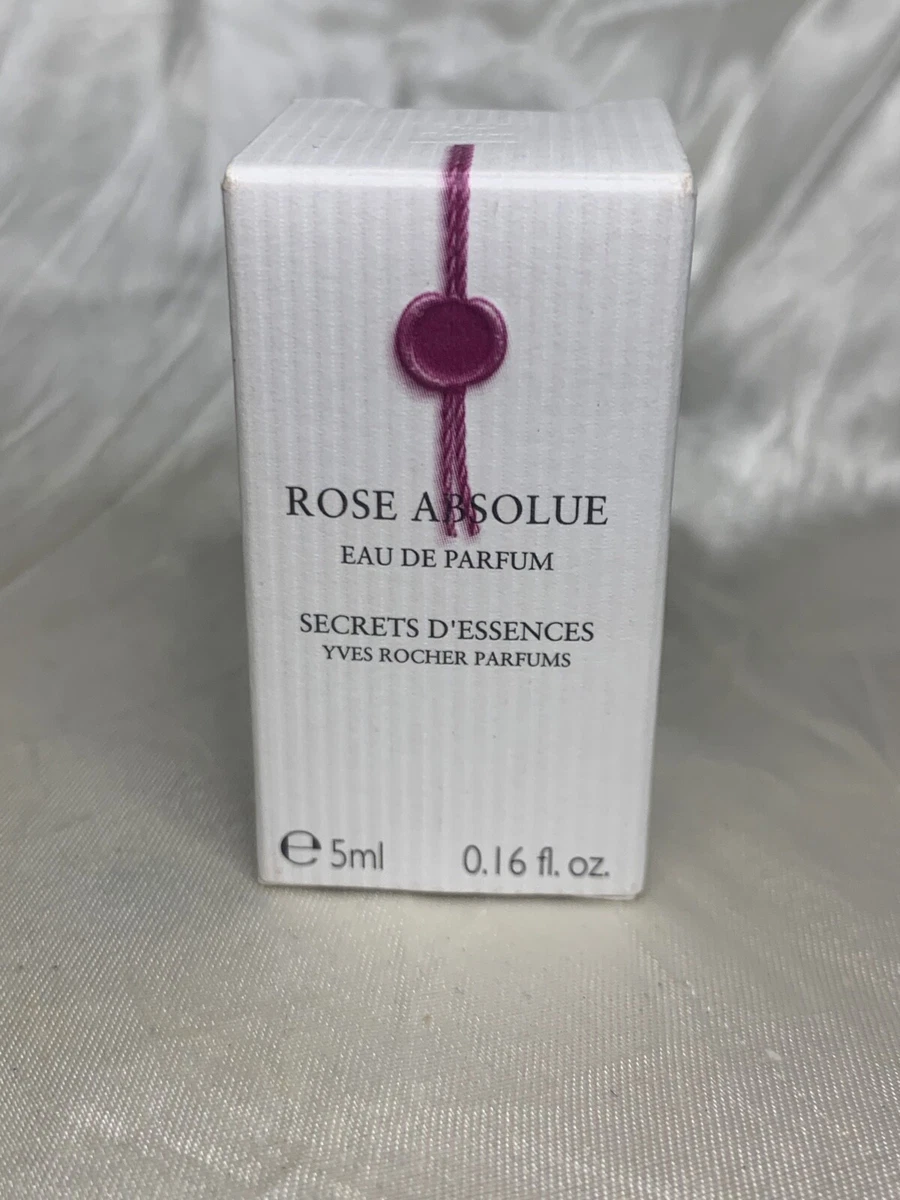 ROSE ABSOLUE
EAU DE PARFUM
SECRETS D'ESSENCES
YVES ROCHER PARFUMS
℮ 5ml 0.16 fl. oz.